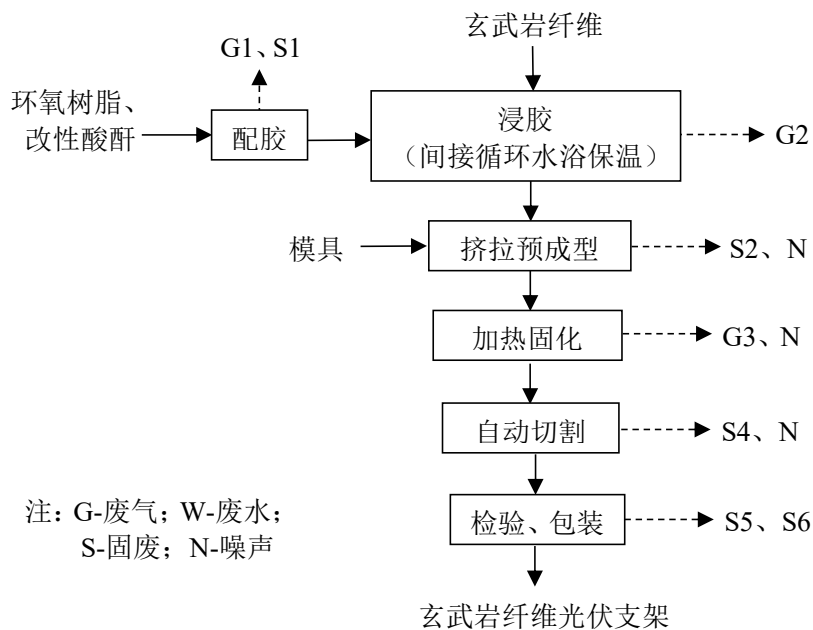 玄武岩纤维
G1、S1
环氧树脂、
改性酸酐
配胶
浸胶
（间接循环水浴保温）
G2
模具
挤拉预成型
S2、N
加热固化
G3、N
自动切割
S4、N
注：G-废气；W-废水；
S-固废；N-噪声
检验、包装
S5、S6
玄武岩纤维光伏支架